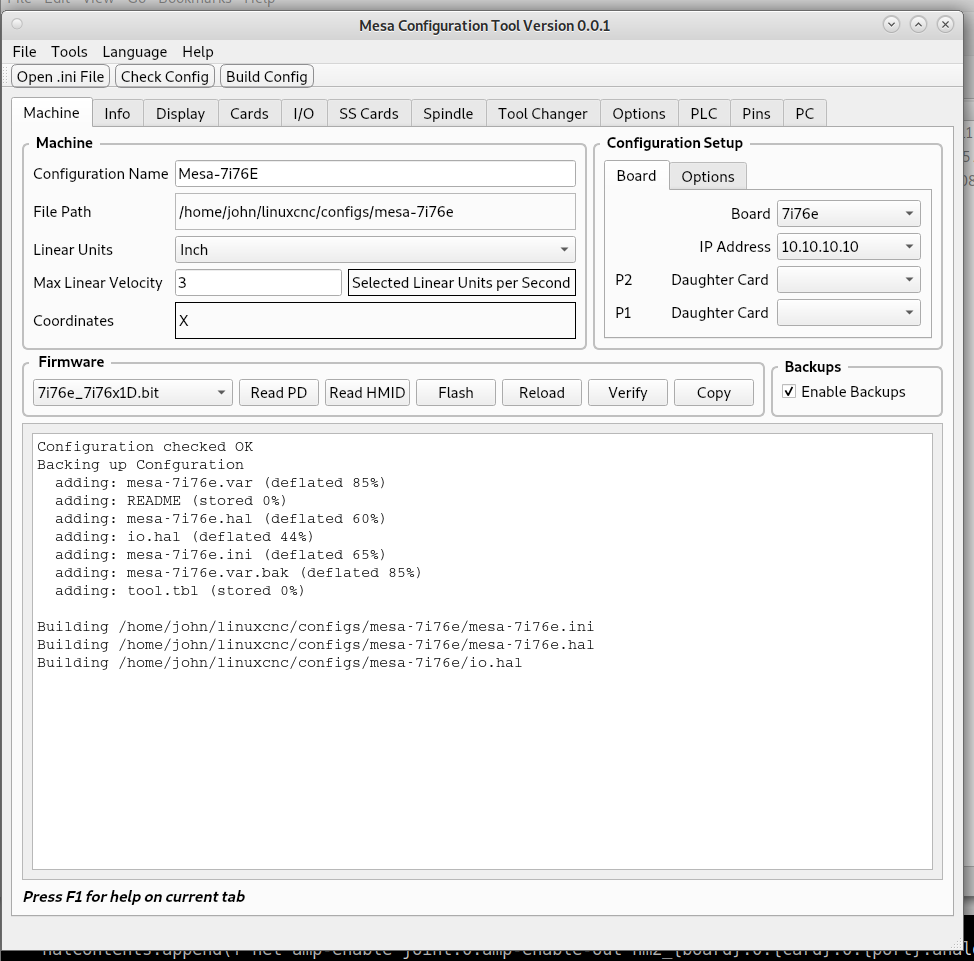 File Edit View Go Bookmarks Help
Mesa Configuration Tool Version 0.0.1
File Tools Language Help
Open .ini File Check Config Build Config
Machine Info Display Cards I/O SS Cards Spindle Tool Changer Options PLC Pins PC
Machine
Configuration Name Mesa-7i76E
File Path /home/john/linuxcnc/configs/mesa-7i76e
Linear Units Inch
Max Linear Velocity 3 Selected Linear Units per Second
Coordinates X
Configuration Setup
Board Options
Board 7i76e
IP Address 10.10.10.10
P2 Daughter Card
P1 Daughter Card
Firmware
7i76e_7i76x1D.bit Read PD Read HMID Flash Reload Verify Copy
Backups
Enable Backups
Configuration checked OK
Backing up Confguration
adding: mesa-7i76e.var (deflated 85%)
adding: README (stored 0%)
adding: mesa-7i76e.hal (deflated 60%)
adding: io.hal (deflated 44%)
adding: mesa-7i76e.ini (deflated 65%)
adding: mesa-7i76e.var.bak (deflated 85%)
adding: tool.tbl (stored 0%)
Building /home/john/linuxcnc/configs/mesa-7i76e/mesa-7i76e.ini
Building /home/john/linuxcnc/configs/mesa-7i76e/mesa-7i76e.hal
Building /home/john/linuxcnc/configs/mesa-7i76e/io.hal
Press F1 for help on current tab